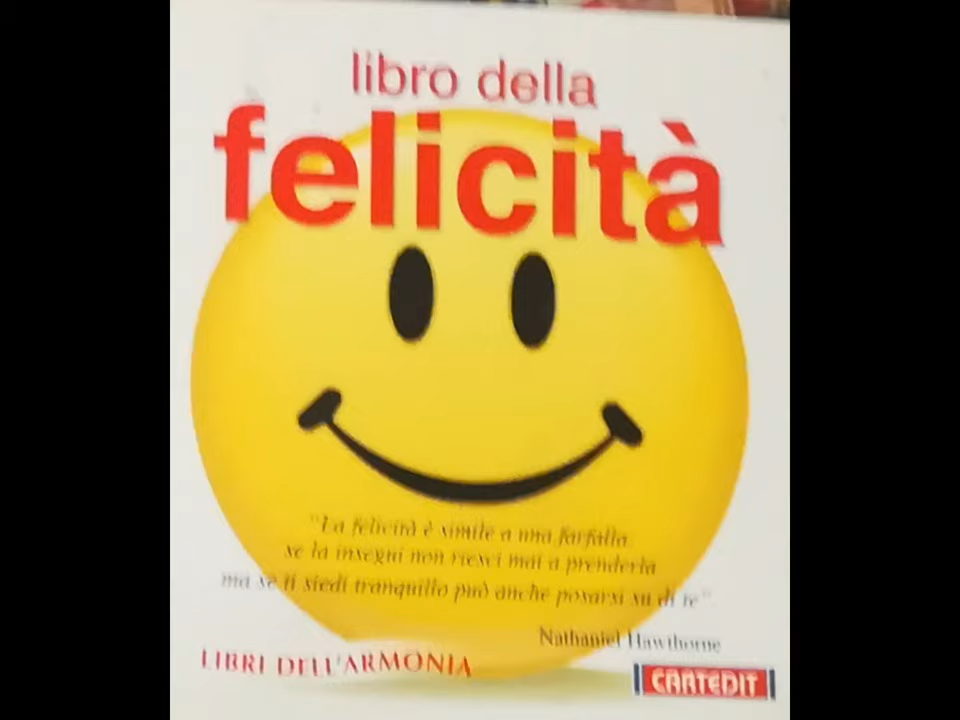 libro della
felicità
"La felicità è simile a una farfalla:
se la insegui non riesci mai a prenderla
ma se ti siedi tranquillo può anche posarsi su di te".
Nathaniel Hawthorne
LIBRI DELL'ARMONIA
CARTEDIT